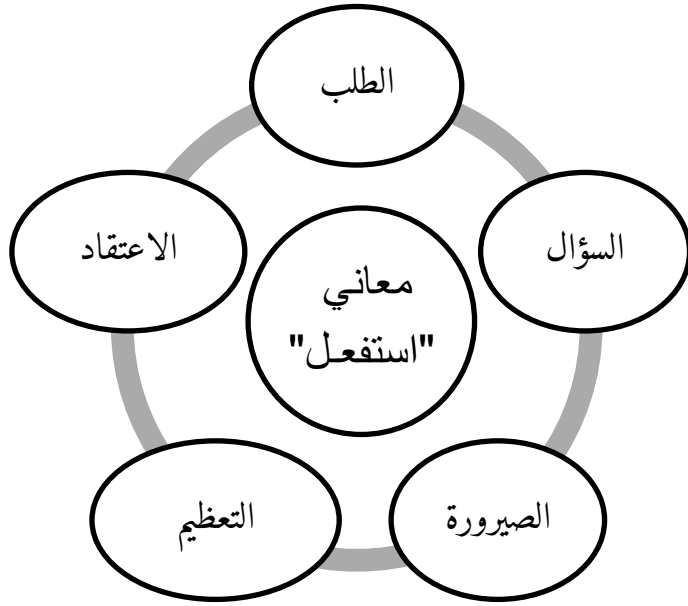 الطلب
السؤال
الاعتقاد
معاني
"استفعل"
الصيرورة
التعظيم